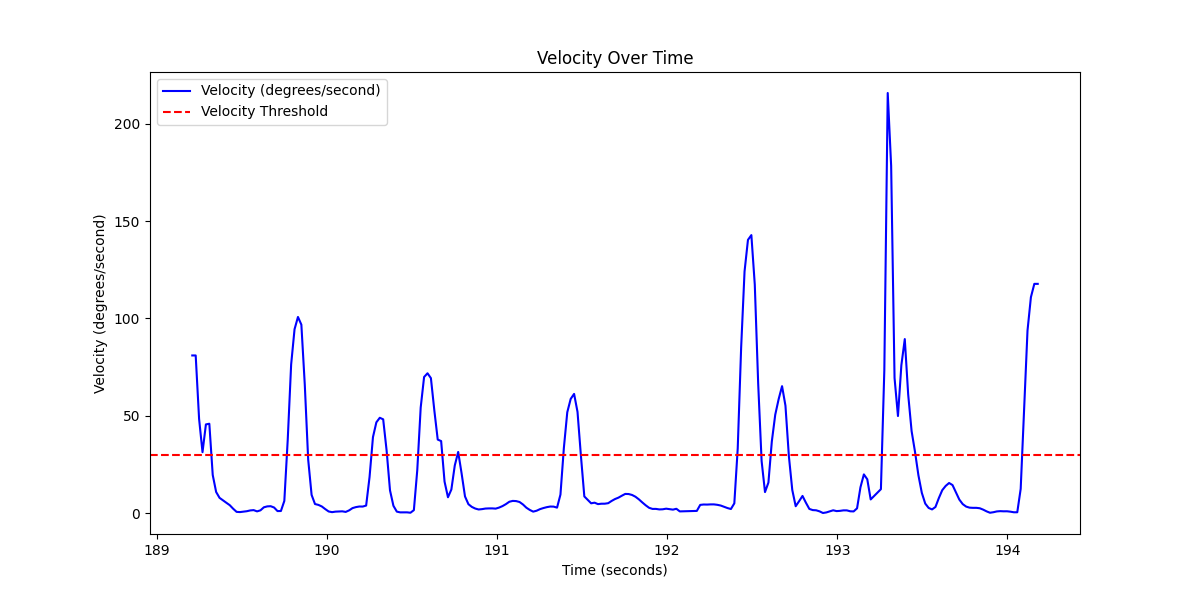 Velocity Over Time
Velocity (degrees/second)
Velocity Threshold
Velocity (degrees/second)
200
150
100
50
0
189
190
191
192
193
194
Time (seconds)